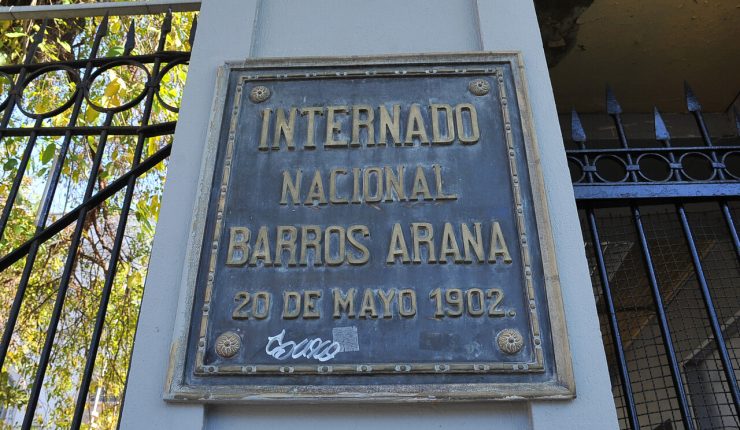 INTERNADO
NACIONAL
BARROS ARANA
20 DE MAYO 1902.